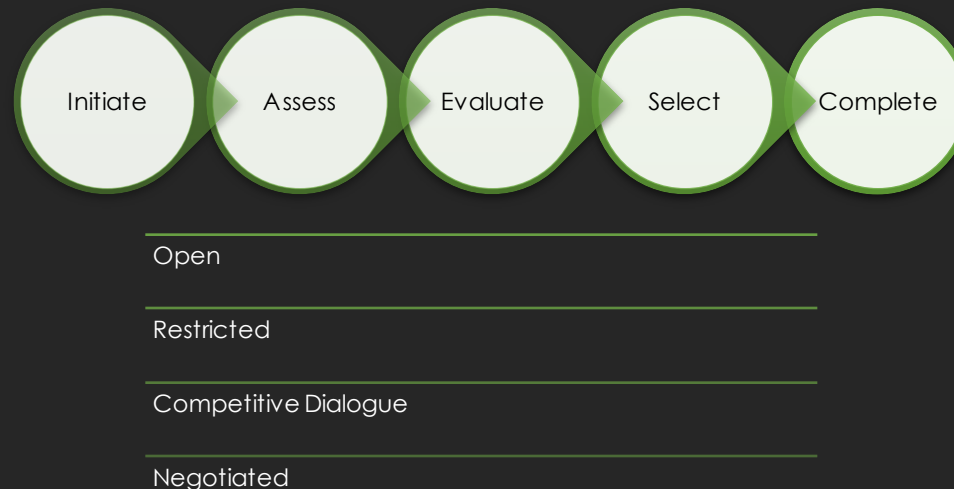 Initiate
Assess
Evaluate
Select
Complete
Open
Restricted
Competitive Dialogue
Negotiated